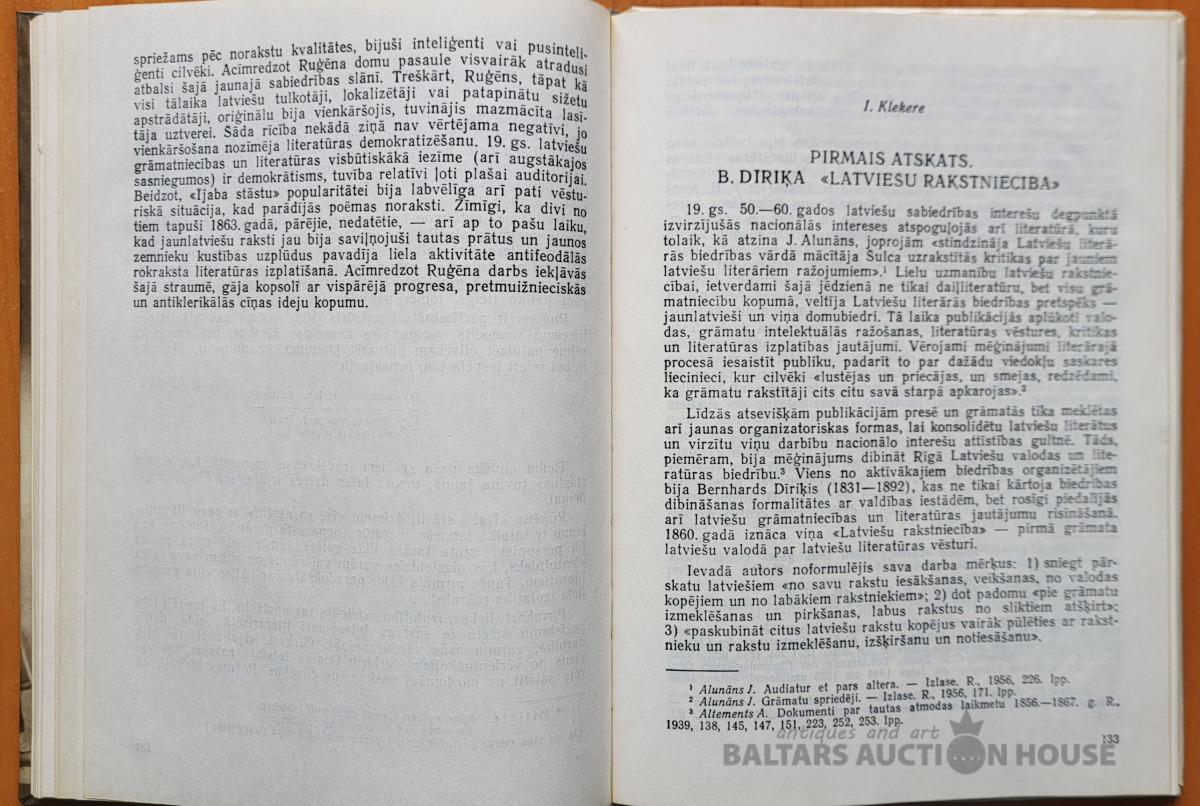 spriežams pēc norakstu kvalitātes, bijuši inteliģenti vai pusinteli-
ģenti cilvēki. Acīmredzot Ruģēna domu pasaule visvairāk atradusi
atbalsi šajā jaunajā sabiedrības slānī. Treškārt, Ruģēns, tāpat kā
visi tālaika latviešu tulkotāji, lokalizētāji vai patapinātu sižetu
apstrādātāji, oriģinālu bija vienkāršojis, tuvinājis mazmācīta lasī-
tāja uztverei. Šāda rīcība nekādā ziņā nav vērtējama negatīvi, jo
vienkāršošana nozīmēja literatūras demokratizēšanu. 19. gs. latviešu
grāmatniecības un literatūras visbūtiskākā iezīme (arī augstākajos
sasniegumos) ir demokrātisms, tuvība relatīvi ļoti plašai auditorijai.
Beidzot, «Ijaba stāstu» popularitātei bija labvēlīga arī pati vēstu-
riskā situācija, kad parādījās poēmas noraksti. Zīmīgi, ka divi no
tiem tapuši 1863. gadā, pārējie, nedatētie, — arī ap to pašu laiku,
kad jaunlatviešu raksti jau bija saviļņojuši tautas prātus un jaunos
zemnieku kustības uzplūdus pavadīja liela aktivitāte antifeodālās
rokraksta literatūras izplatīšanā. Acīmredzot Ruģēna darbs iekļāvās
šajā straumē, gāja kopsolī ar vispārējā progresa, pretmuižnieciskās
un antiklerikālās cīņas ideju kopumu.
I. Klekere
PIRMAIS ATSKATS.
B. DĪRIĶA «LATVIEŠU RAKSTNIECĪBA»
19. gs. 50.—60. gados latviešu sabiedrības interešu degpunktā
izvirzījušās nacionālās intereses atspoguļojās arī literatūrā, kuru
tolaik, kā atzina J. Alunāns, joprojām «stindzināja Latviešu literā-
rās biedrības vārdā mācītāja Šulca uzrakstītās kritikas par jauniem
latviešu literāriem ražojumiem».¹ Lielu uzmanību latviešu rakstnie-
cībai, ietverdami šajā jēdzienā ne tikai daiļliteratūru, bet visu grā-
matniecību kopumā, veltīja Latviešu literārās biedrības pretspēks —
jaunlatvieši un viņa domubiedri. Tā laika publikācijās aplūkoti valo-
das, grāmatu intelektuālās ražošanas, literatūras vēstures, kritikas
un literatūras izplatības jautājumi. Vērojami mēģinājumi literārajā
procesā iesaistīt publiku, padarīt to par dažādu viedokļu saskares
liecinieci, kur cilvēki «lustējas un priecājas, un smejas, redzēdami,
ka grāmatu rakstītāji cits citu savā starpā apkarojas».²
Līdzās atsevišķām publikācijām presē un grāmatās tika meklētas
arī jaunas organizatoriskas formas, lai konsolidētu latviešu literātus
un virzītu viņu darbību nacionālo interešu attīstības gultnē. Tāds,
piemēram, bija mēģinājums dibināt Rīgā Latviešu valodas un lite-
ratūras biedrību.³ Viens no aktīvākajiem biedrības organizētājiem
bija Bernhards Dīriķis (1831—1892), kas ne tikai kārtoja biedrības
dibināšanas formalitātes ar valdības iestādēm, bet rosīgi piedalījās
arī latviešu grāmatniecības un literatūras jautājumu risināšanā.
1860. gadā iznāca viņa «Latviešu rakstniecība» — pirmā grāmata
latviešu valodā par latviešu literatūras vēsturi.
Ievadā autors noformulējis sava darba mērķus: 1) sniegt pār-
skatu latviešiem «no savu rakstu iesākšanas, veikšanas, no valodas
kopējiem un no labākiem rakstniekiem»; 2) dot padomu «pie grāmatu
izmeklēšanas un pirkšanas, labus rakstus no sliktiem atšķirt»;
3) «paskubināt citus latviešu rakstu kopējus vairāk pūlēties ar rakst-
nieku un rakstu izmeklēšanu, izšķiršanu un notiesāšanu».
¹ Alunāns J. Audiatur et pars altera. — Izlase. R., 1956, 226. lpp.
² Alunāns J. Grāmatu spriedēji. — Izlase. R., 1956, 171. lpp.
³ Altements A. Dokumenti par tautas atmodas laikmetu 1856.—1867. g. R.,
1939, 138, 145, 147, 151, 223, 252, 253. lpp.
133
antiques and art
BALTARS AUCTION HOUSE